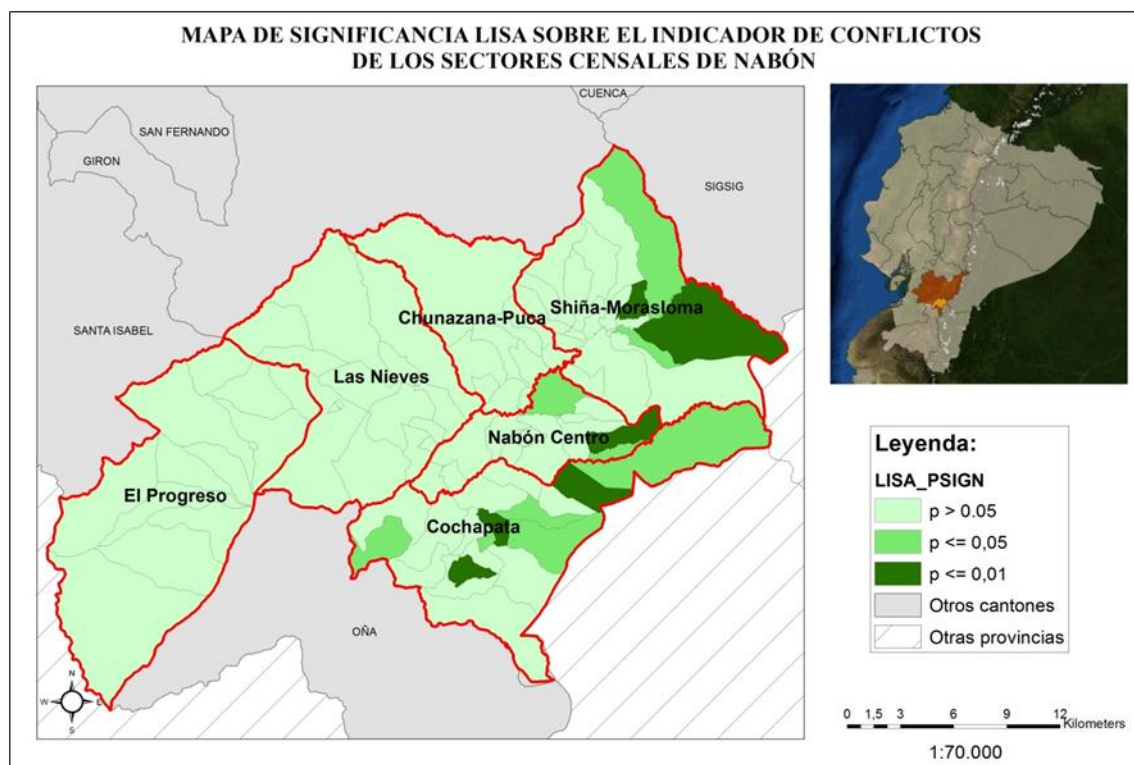 MAPA DE SIGNIFICANCIA LISA SOBRE EL INDICADOR DE CONFLICTOS
DE LOS SECTORES CENSALES DE NABÓN
CUENCA
SAN FERNANDO
GIRON
SIGSIG
SANTA ISABEL
Shiña-Morasloma
Chunazana-Puca
Las Nieves
Nabón Centro
El Progreso
Cochapata
OÑA
N
W E
S
Leyenda:
LISA_PSIGN
p > 0.05
p <= 0,05
p <= 0,01
Otros cantones
Otras provincias
0 1,5 3 6 9 12
Kilometers
1:70.000